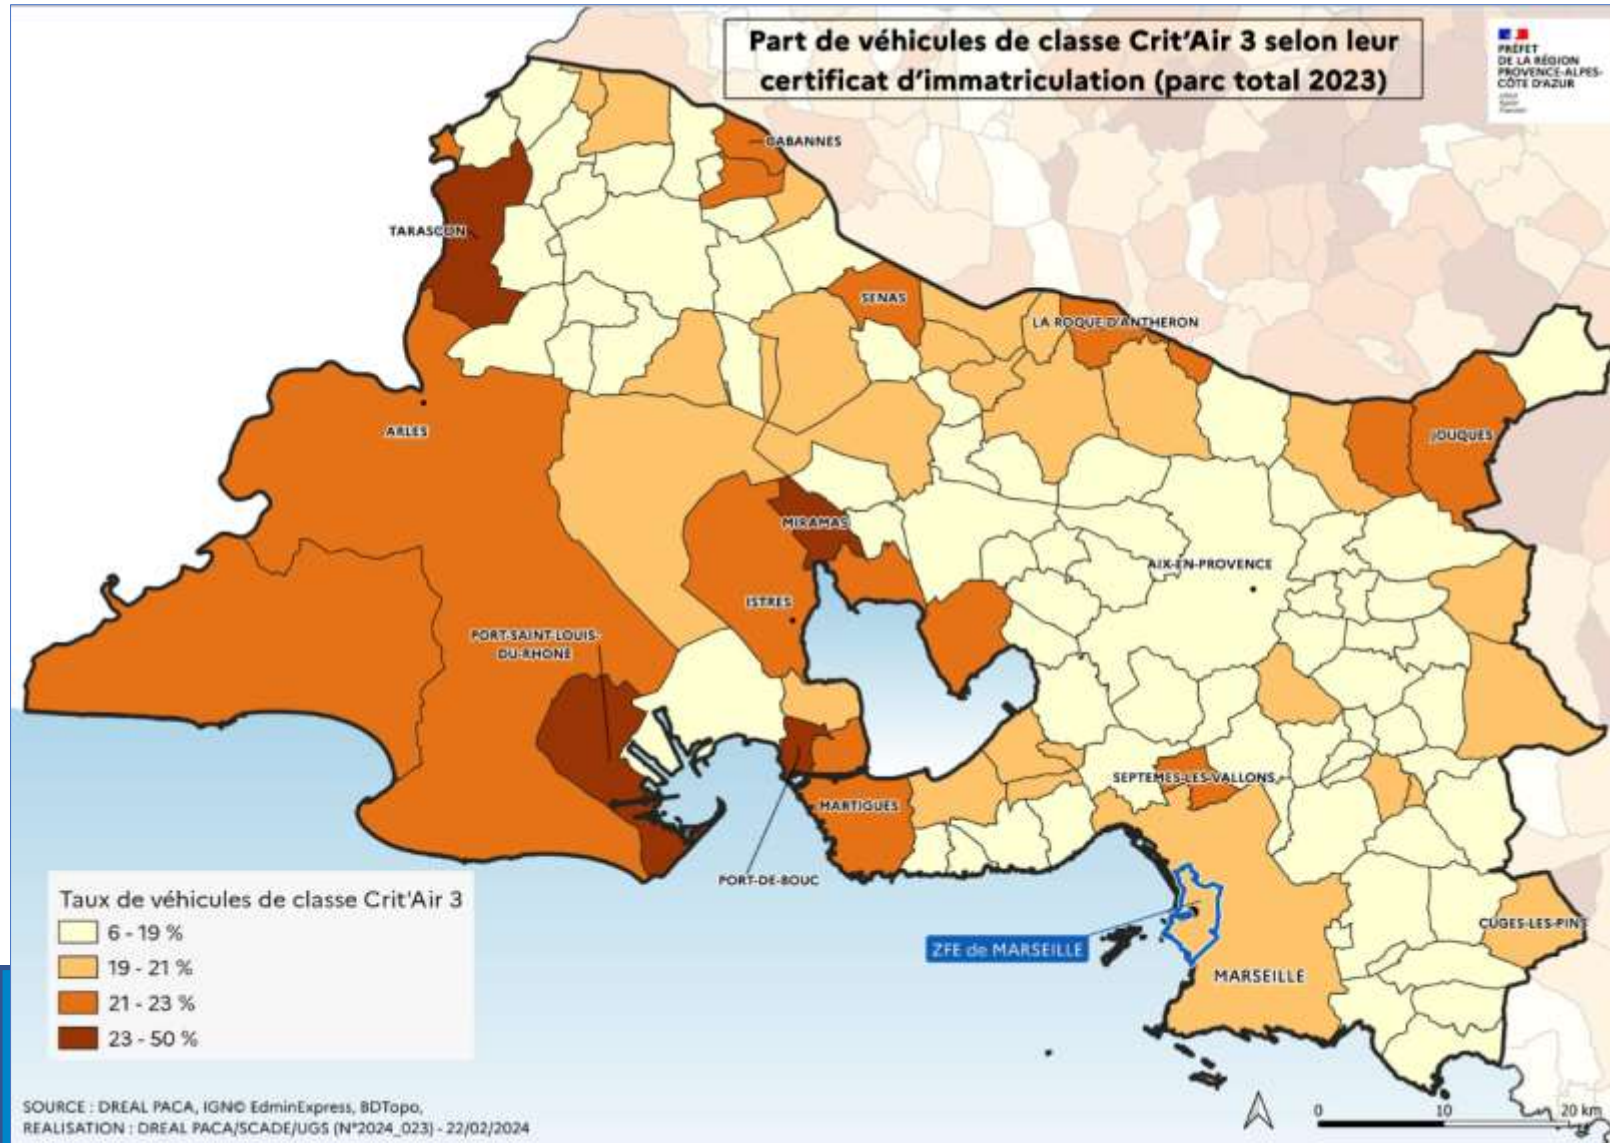 Part de véhicules de classe Crit'Air 3 selon leur
certificat d'immatriculation (parc total 2023)
PRÉFET
DE LA RÉGION
PROVENCE-ALPES-
CÔTE D'AZUR
CABANNES
TARASCON
SENAS
LA ROQUE-D'ANTHERON
ARLES
JOUQUES
MIRAMAS
AIX-EN-PROVENCE
ISTRES
PORT-SAINT-LOUIS-
DU-RHONE
SEPTEMES-LES-VALLONS
MARTIGUES
PORT-DE-BOUC
CUGES-LES-PINS
ZFE de MARSEILLE
MARSEILLE
Taux de véhicules de classe Crit'Air 3
6 - 19 %
19 - 21 %
21 - 23 %
23 - 50 %
SOURCE : DREAL PACA, IGN© EdminExpress, BDTopo,
REALISATION : DREAL PACA/SCADE/UGS (N°2024_023) - 22/02/2024
0 10 20 km